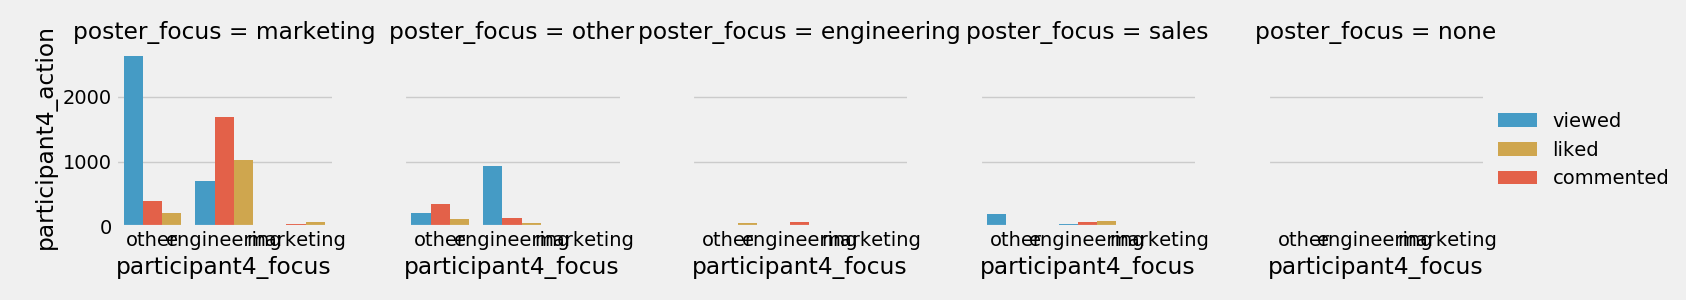 poster_focus = marketing
poster_focus = other
poster_focus = engineering
poster_focus = sales
poster_focus = none
participant4_action
2000
1000
0
other engineering marketing
other engineering marketing
other engineering marketing
other engineering marketing
other engineering marketing
participant4_focus
participant4_focus
participant4_focus
participant4_focus
participant4_focus
viewed
liked
commented